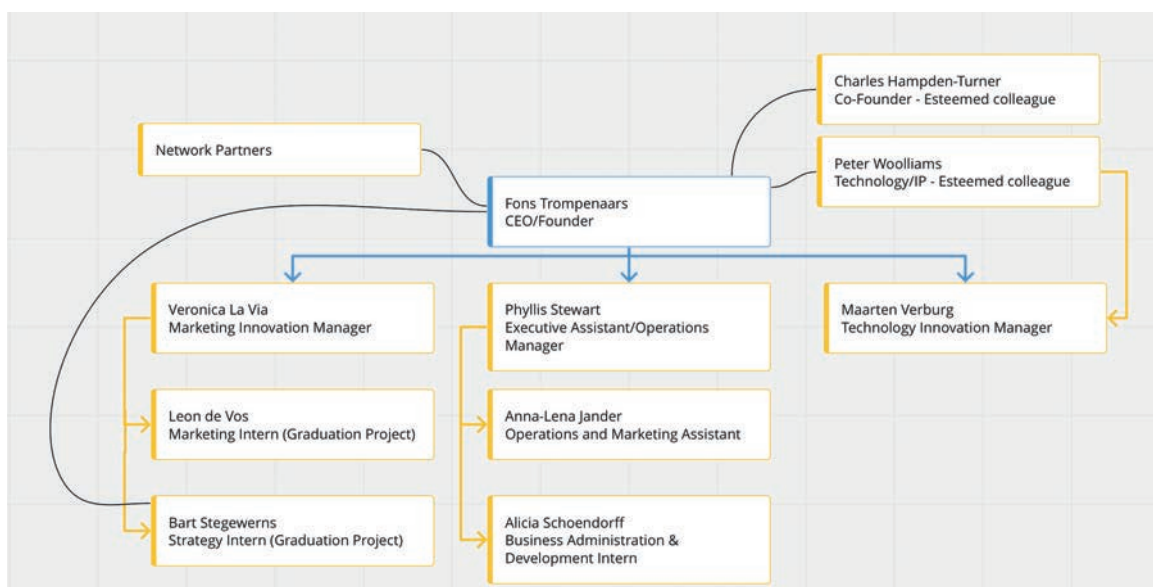 Charles Hampden-Turner
Co-Founder - Esteemed colleague
Network Partners
Peter Woolliams
Technology/IP - Esteemed colleague
Fons Trompenaars
CEO/Founder
Veronica La Via
Marketing Innovation Manager
Phyllis Stewart
Executive Assistant/Operations
Manager
Maarten Verburg
Technology Innovation Manager
Leon de Vos
Marketing Intern (Graduation Project)
Anna-Lena Jander
Operations and Marketing Assistant
Bart Stegewerns
Strategy Intern (Graduation Project)
Alicia Schoendorff
Business Administration &
Development Intern